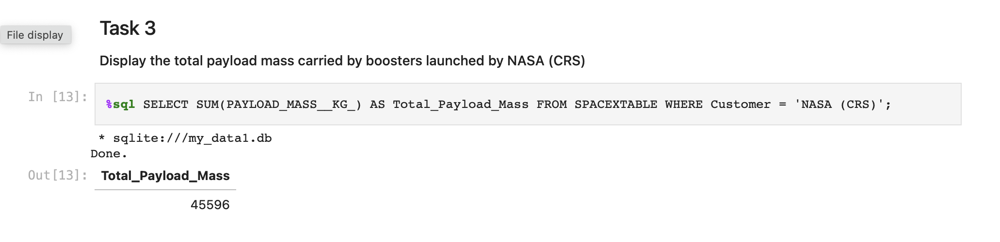 Task 3
File display
Display the total payload mass carried by boosters launched by NASA (CRS)
In [13]: %sql SELECT SUM(PAYLOAD_MASS__KG_) AS Total_Payload_Mass FROM SPACEXTABLE WHERE Customer = 'NASA (CRS)';
* sqlite:///my_data1.db
Done.
Out[13]: Total_Payload_Mass
45596